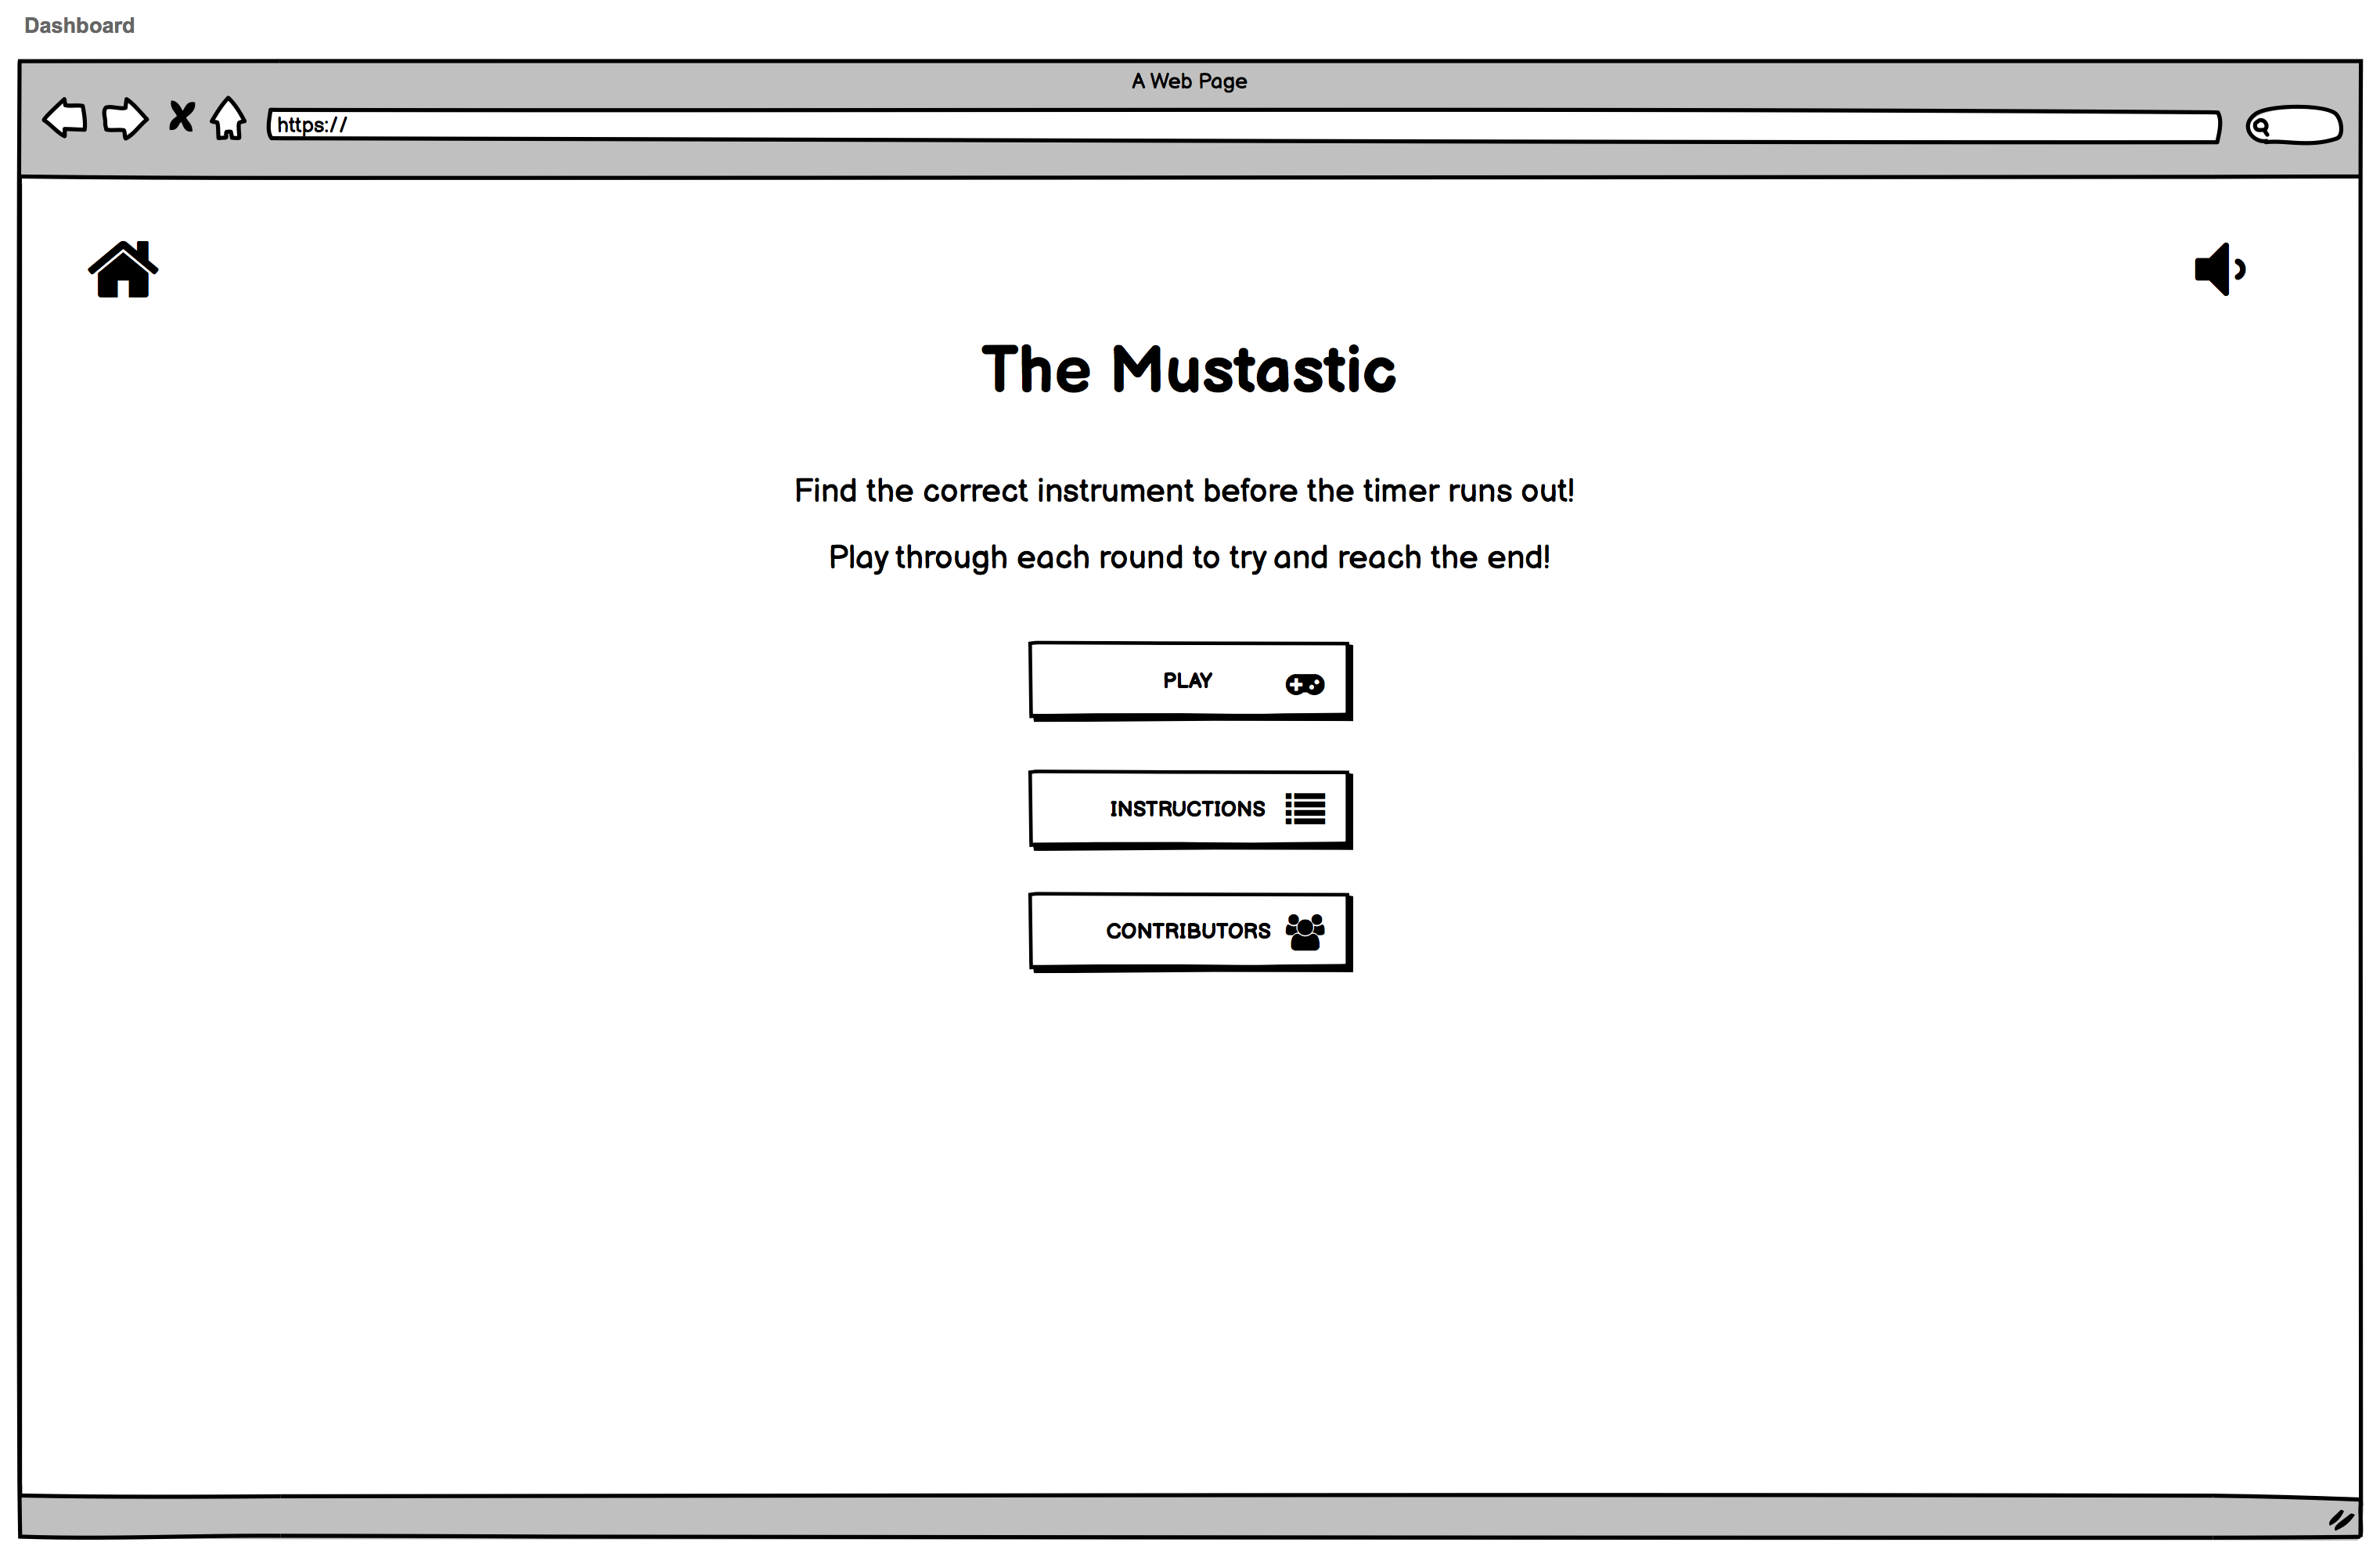 Dashboard
A Web Page
https://
The Mustastic
Find the correct instrument before the timer runs out!
Play through each round to try and reach the end!
PLAY
INSTRUCTIONS
CONTRIBUTORS